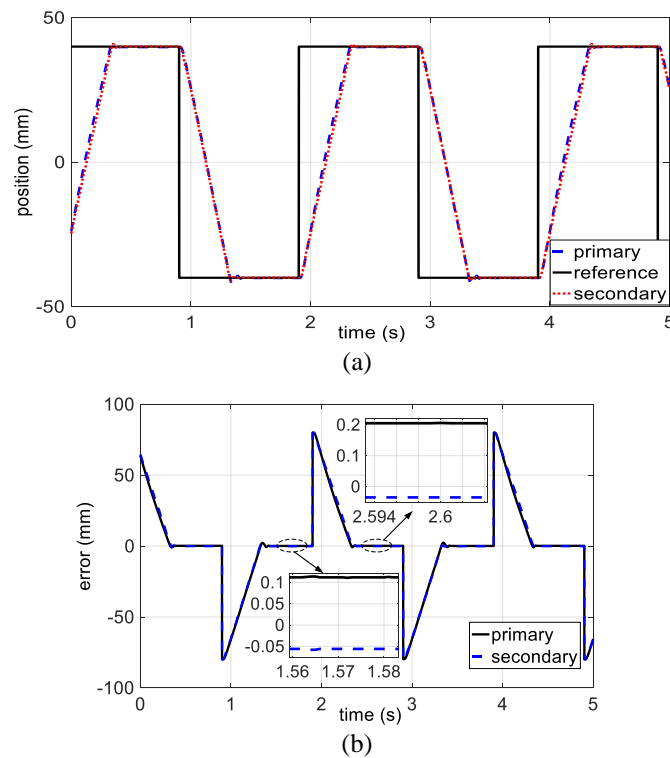 50
0
-50
position (mm)
0
1
2
3
4
5
time (s)
primary
reference
secondary
(a)
100
50
0
-50
-100
error (mm)
0.2
0.1
0
2.594
2.6
0.1
0.05
0
-0.05
1.56
1.57
1.58
primary
secondary
0
1
2
3
4
5
time (s)
(b)